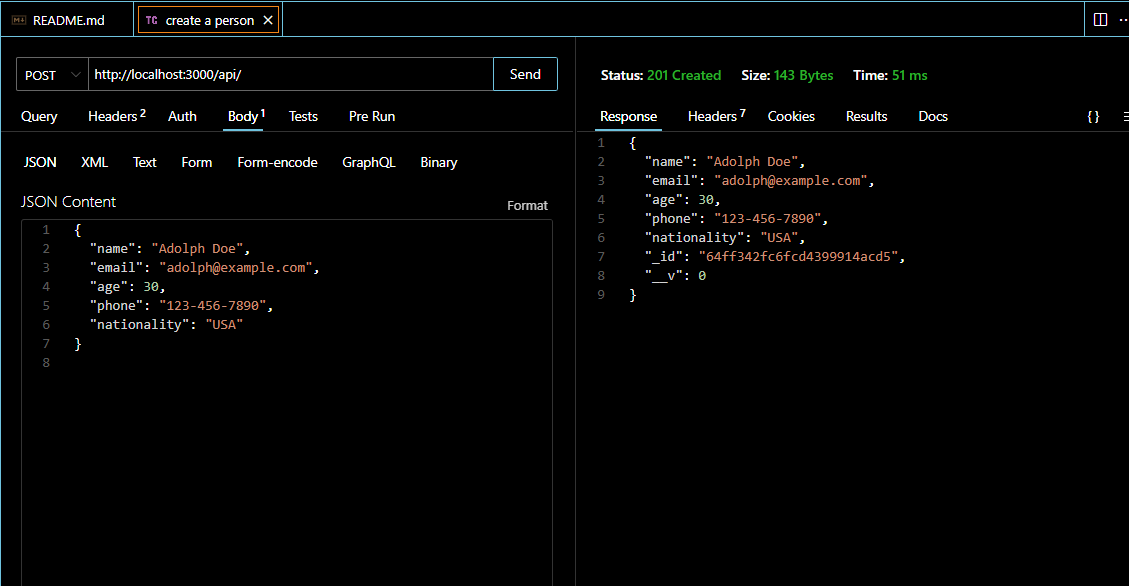 README.md TC create a person
POST http://localhost:3000/api/ Send
Query Headers 2 Auth Body 1 Tests Pre Run
JSON XML Text Form Form-encode GraphQL Binary
JSON Content Format
1 {
2 "name": "Adolph Doe",
3 "email": "adolph@example.com",
4 "age": 30,
5 "phone": "123-456-7890",
6 "nationality": "USA"
7 }
8
Status: 201 Created Size: 143 Bytes Time: 51 ms
Response Headers 7 Cookies Results Docs {}
1 {
2 "name": "Adolph Doe",
3 "email": "adolph@example.com",
4 "age": 30,
5 "phone": "123-456-7890",
6 "nationality": "USA",
7 "_id": "64ff342fc6fcd4399914acd5",
8 "__v": 0
9 }